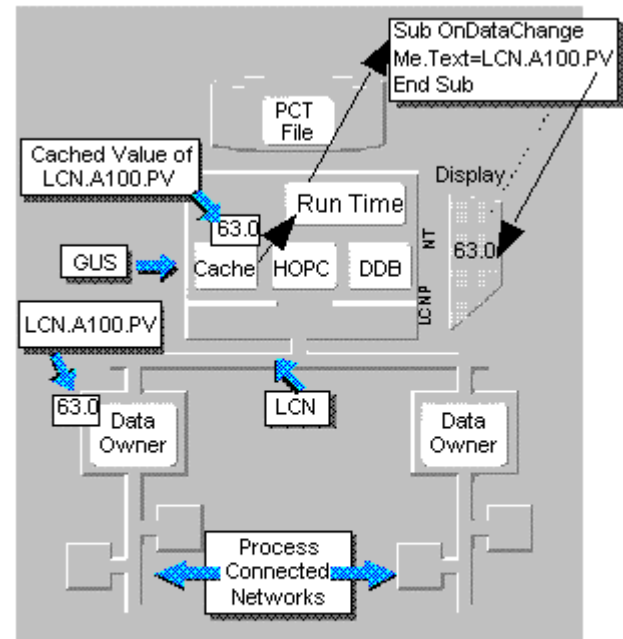 Sub OnDataChange
Me.Text=LCN.A100.PV
End Sub
PCT
File
Cached Value of
LCN.A100.PV
Display
Run Time
63.0
NT
63.0
GUS
Cache
HOPC
DDB
LCNP
LCN.A100.PV
63.0
LCN
Data
Owner
Data
Owner
Process
Connected
Networks